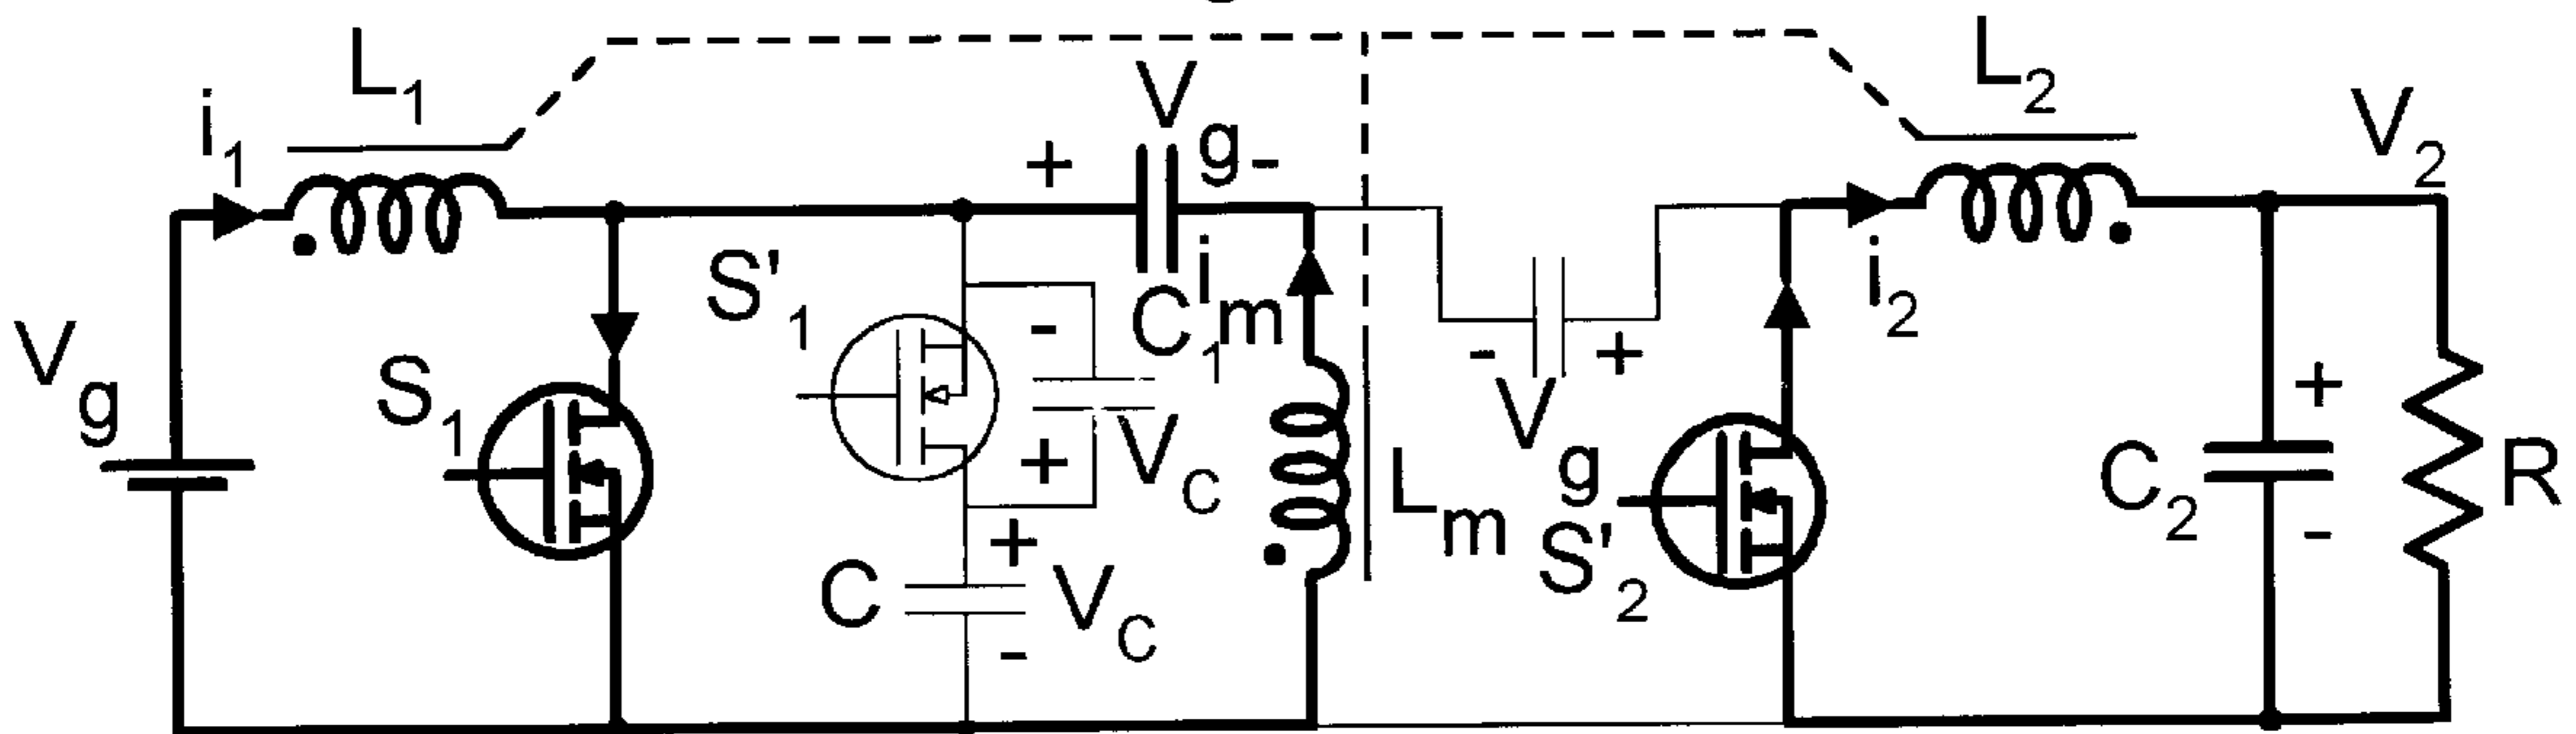 L1
i1
Vg
S1
S'1
+ Vg -
C1
im
- VC +
C
+ VC -
Lm
- Vg +
S'2
L2
i2
V2
C2
+
-
R